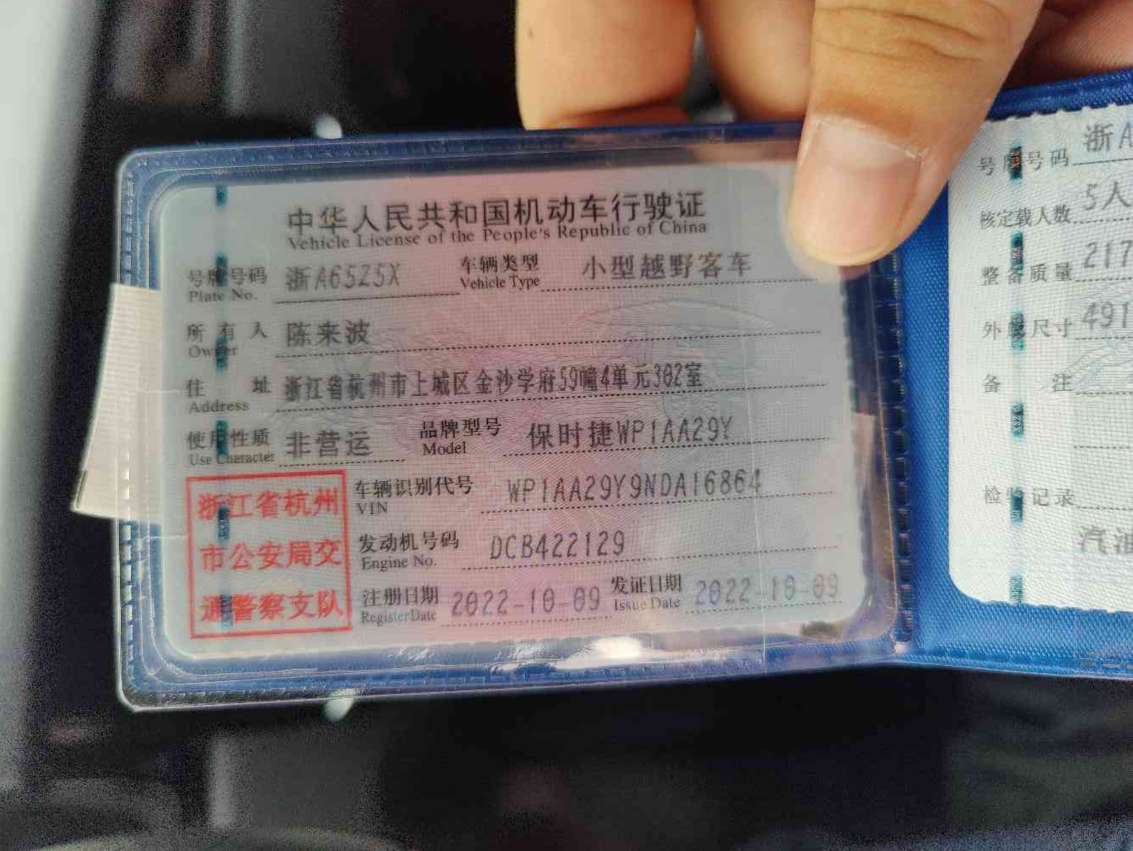 中华人民共和国机动车行驶证
Vehicle License of the People's Republic of China
号牌号码 浙A65Z5X 车辆类型 小型越野客车
Plate No. Vehicle Type
所有人 陈来波
Owner
住址 浙江省杭州市上城区金沙学府59幢4单元302室
Address
使用性质 非营运 品牌型号 保时捷WP1AA29Y
Use Character Model
浙江省杭州
市公安局交
通警察支队
车辆识别代号 WP1AA29Y9NDA16864
VIN
发动机号码 DCB422129
Engine No.
注册日期 2022-10-09 发证日期 2022-10-09
Register Date Issue Date
号牌号码 浙A
核定载人数 5人
整备质量 217
外廓尺寸 491
备注
检验记录
汽油